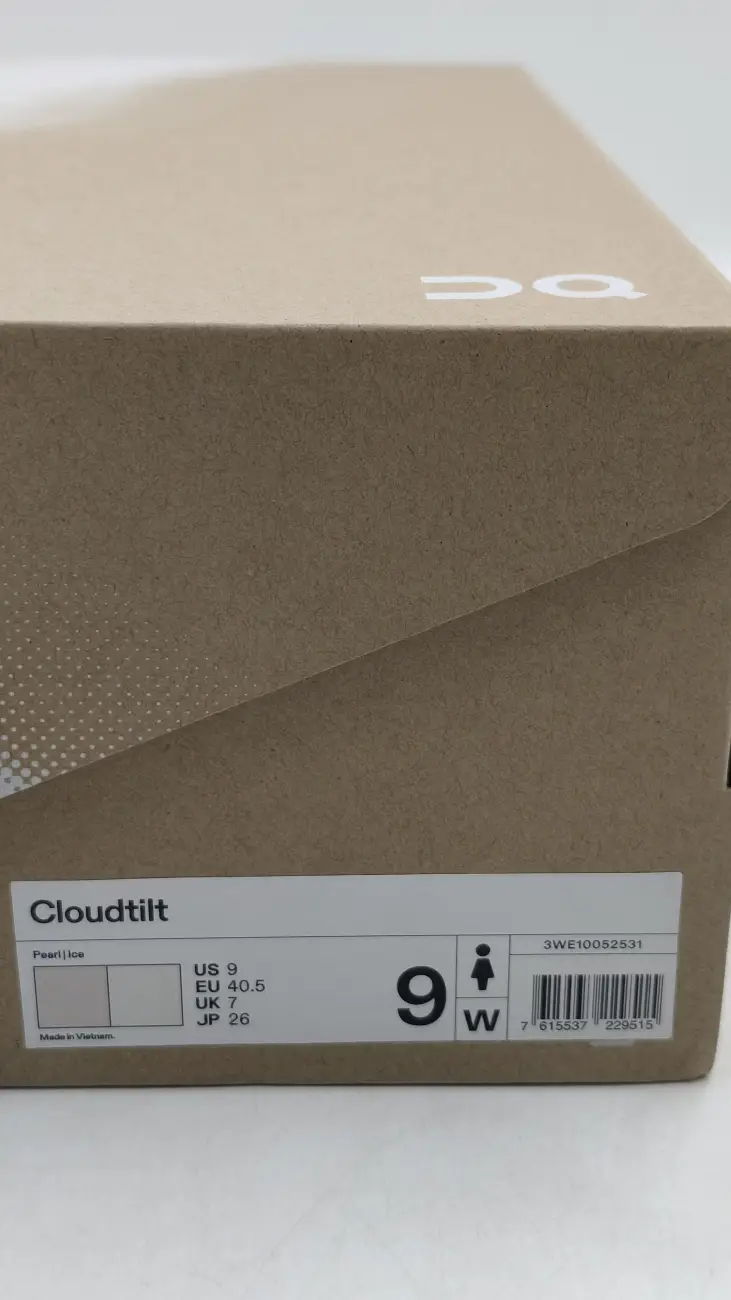 On
Cloudtilt
Pearl|Ice
US 9
EU 40.5
UK 7
JP 26
Made in Vietnam.
9
W
3WE10052531
7 615537 229515